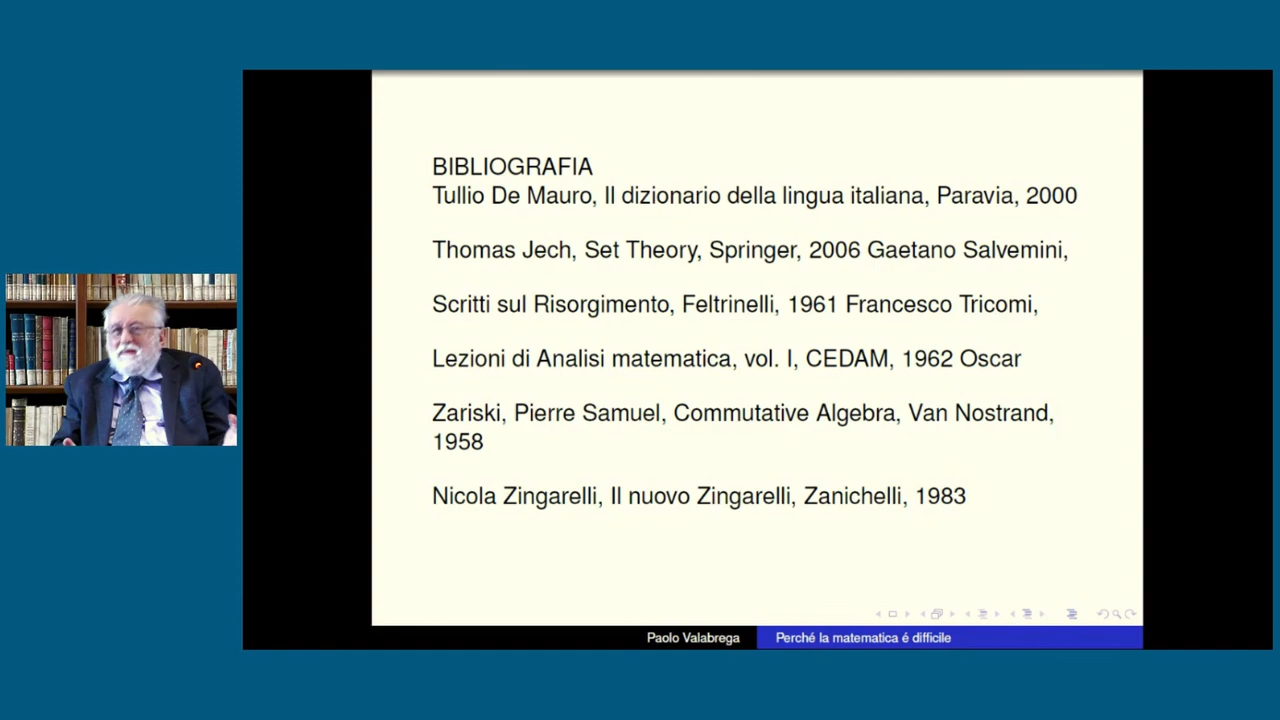 BIBLIOGRAFIA
Tullio De Mauro, Il dizionario della lingua italiana, Paravia, 2000
Thomas Jech, Set Theory, Springer, 2006 Gaetano Salvemini,
Scritti sul Risorgimento, Feltrinelli, 1961 Francesco Tricomi,
Lezioni di Analisi matematica, vol. I, CEDAM, 1962 Oscar
Zariski, Pierre Samuel, Commutative Algebra, Van Nostrand,
1958
Nicola Zingarelli, Il nuovo Zingarelli, Zanichelli, 1983
Paolo Valabrega
Perché la matematica é difficile